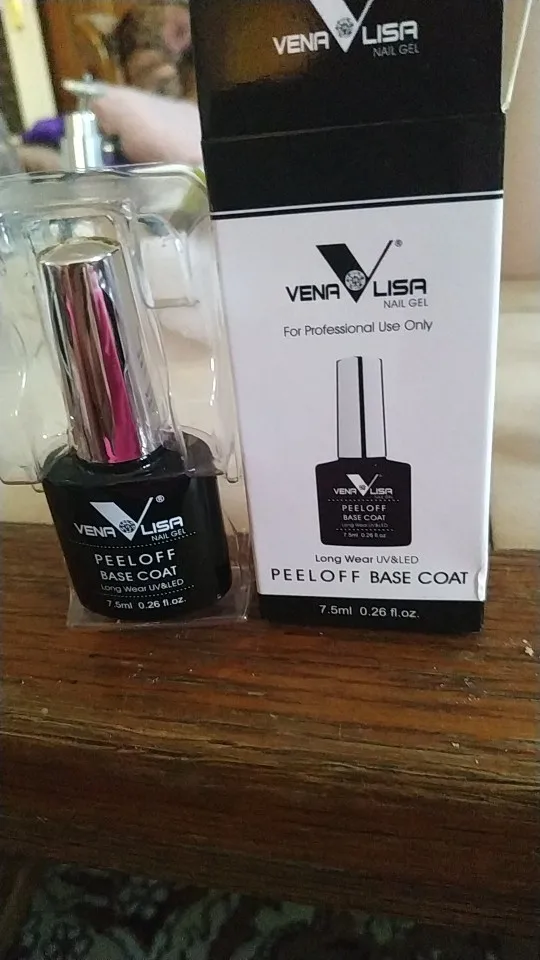 VENA LISA
NAIL GEL
VENA LISA®
NAIL GEL
For Professional Use Only
VENA LISA
NAIL GEL
PEELOFF
BASE COAT
Long Wear UV&LED
7.5ml 0.26 fl.oz.
Long Wear UV&LED
PEELOFF BASE COAT
7.5ml 0.26 fl.oz.
VENA LISA®
NAIL GEL
PEELOFF
BASE COAT
Long Wear UV&LED
7.5ml 0.26 fl.oz.